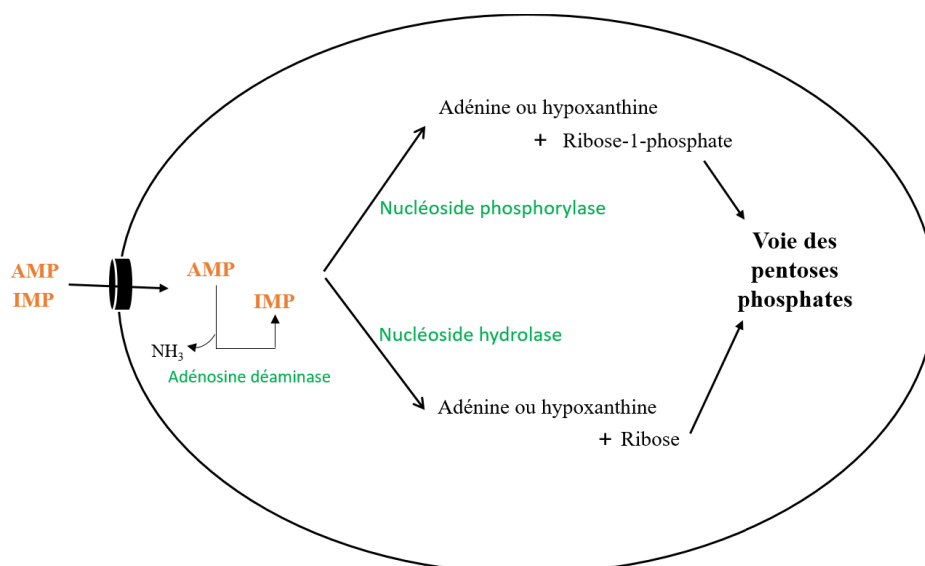 Adénine ou hypoxanthine
+ Ribose-1-phosphate
Nucléoside phosphorylase
Voie des
pentoses
phosphates
AMP
IMP
AMP
IMP
NH₃
Adénosine déaminase
Nucléoside hydrolase
Adénine ou hypoxanthine
+ Ribose